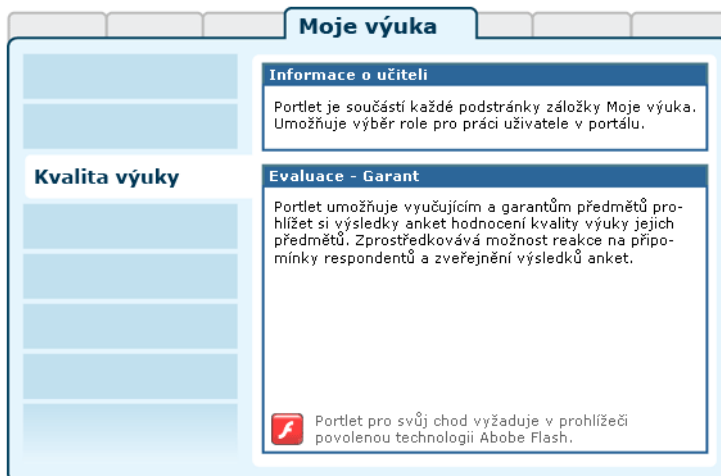 Moje výuka
Informace o učiteli
Portlet je součástí každé podstránky záložky Moje výuka.
Umožňuje výběr role pro práci uživatele v portálu.
Kvalita výuky
Evaluace - Garant
Portlet umožňuje vyučujícím a garantům předmětů pro-
hlížet si výsledky anket hodnocení kvality výuky jejich
předmětů. Zprostředkovává možnost reakce na připo-
mínky respondentů a zveřejnění výsledků anket.
Portlet pro svůj chod vyžaduje v prohlížeči
povolenou technologii Abobe Flash.